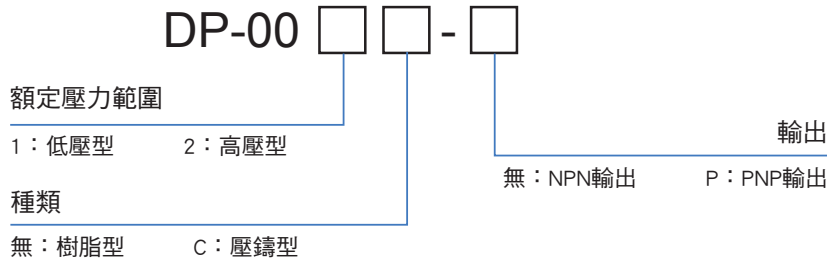 DP-00 □ □ - □
額定壓力範圍
1：低壓型 2：高壓型
輸出
無：NPN輸出 P：PNP輸出
種類
無：樹脂型 C：壓鑄型